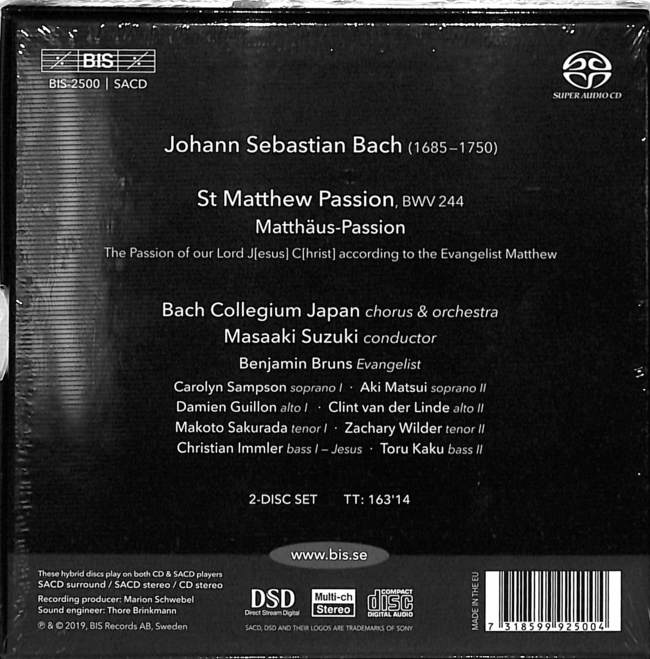 BIS
BIS-2500 | SACD
SUPER AUDIO CD
Johann Sebastian Bach (1685–1750)
St Matthew Passion, BWV 244
Matthäus-Passion
The Passion of our Lord J[esus] C[hrist] according to the Evangelist Matthew
Bach Collegium Japan chorus & orchestra
Masaaki Suzuki conductor
Benjamin Bruns Evangelist
Carolyn Sampson soprano I · Aki Matsui soprano II
Damien Guillon alto I · Clint van der Linde alto II
Makoto Sakurada tenor I · Zachary Wilder tenor II
Christian Immler bass I – Jesus · Toru Kaku bass II
2-DISC SET TT: 163'14
www.bis.se
These hybrid discs play on both CD & SACD players
SACD surround / SACD stereo / CD stereo
Recording producer: Marion Schwebel
Sound engineer: Thore Brinkmann
℗ & © 2019, BIS Records AB, Sweden
DSD
Direct Stream Digital
Multi-ch
Stereo
COMPACT
disc
DIGITAL AUDIO
SACD, DSD AND THEIR LOGOS ARE TRADEMARKS OF SONY
MADE IN THE EU
7 318599 925004